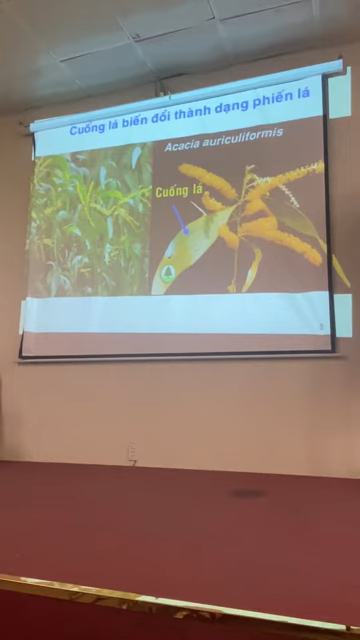 Cuống lá biến đổi thành dạng phiến lá
Acacia auriculiformis
Cuống lá